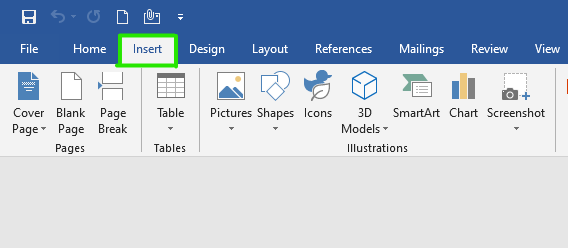 File Home Insert Design Layout References Mailings Review View
Cover Page Blank Page Page Break Table Pictures Shapes Icons 3D Models SmartArt Chart Screenshot
Pages Tables Illustrations